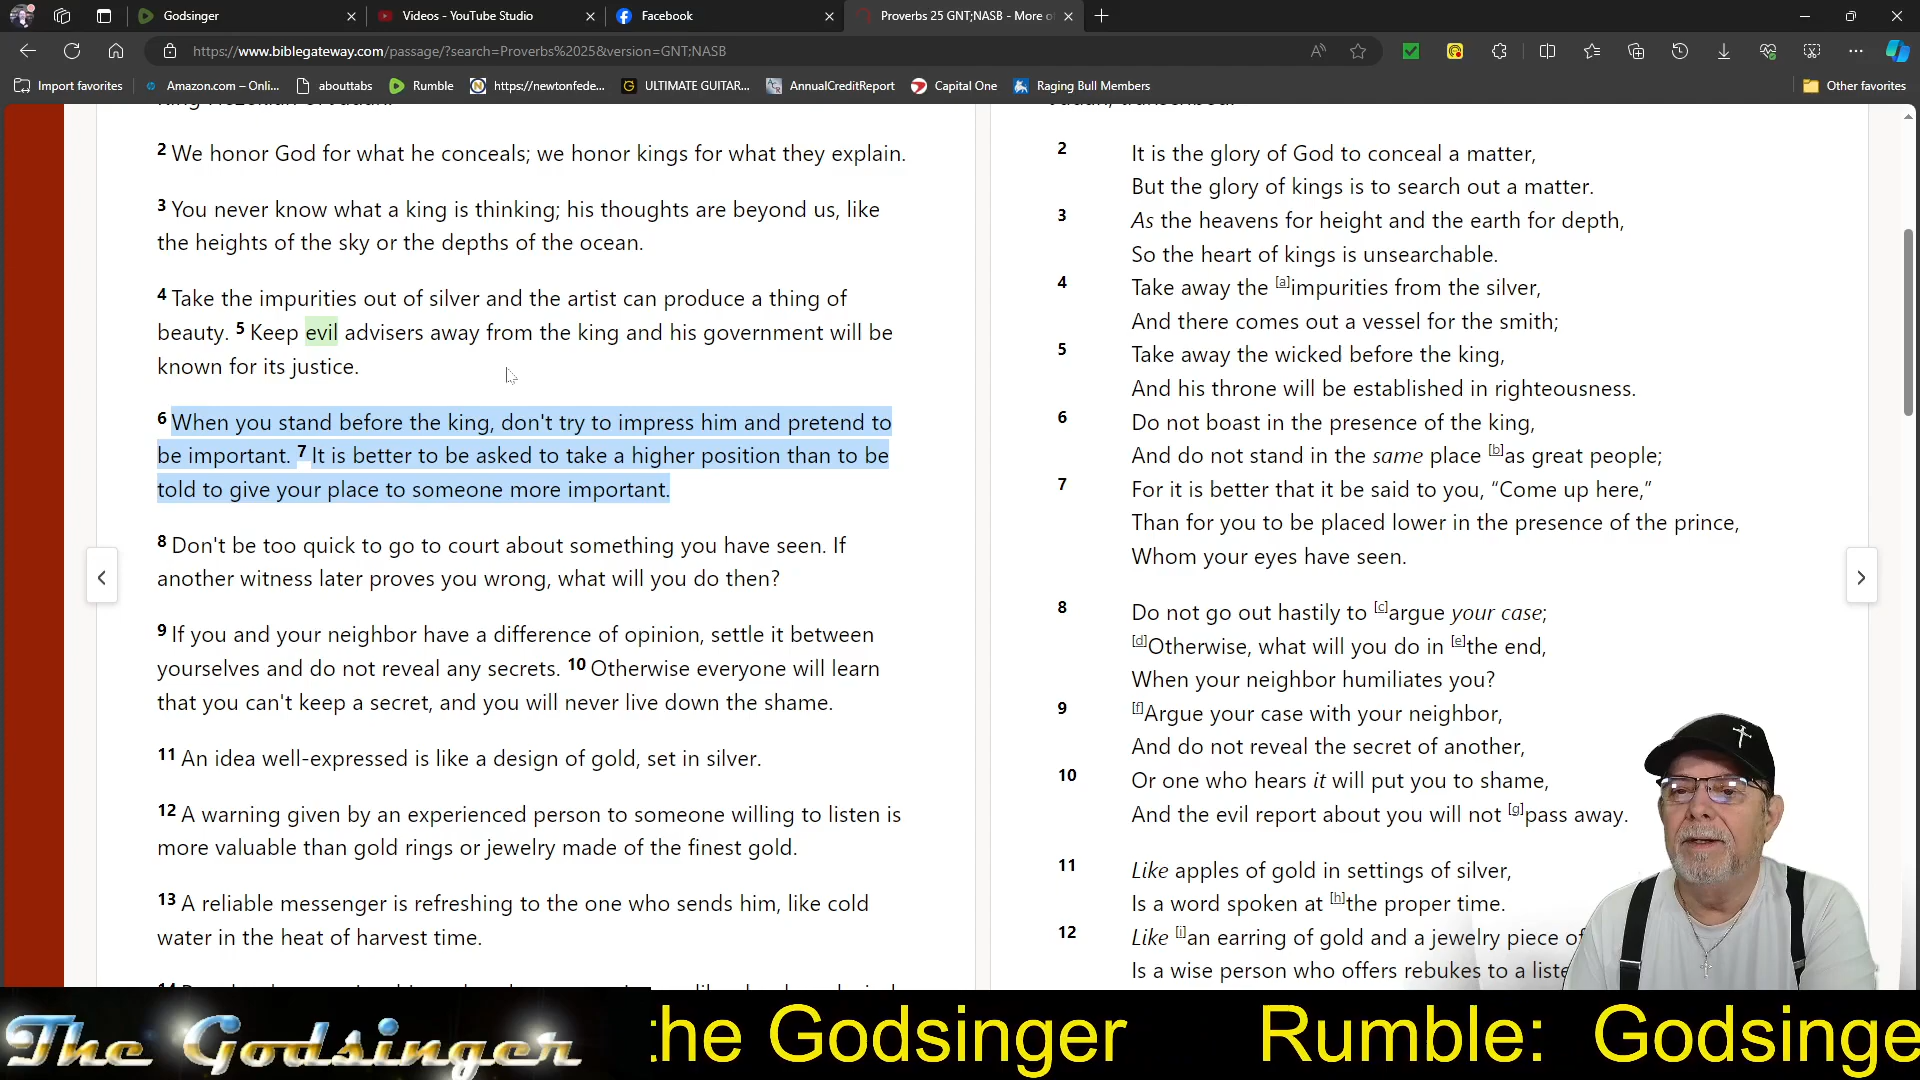 Godsinger
Videos - YouTube Studio
Facebook
Proverbs 25 GNT;NASB - More o
https://www.biblegateway.com/passage/?search=Proverbs%2025&version=GNT;NASB
Import favorites
Amazon.com – Onli...
abouttabs
Rumble
https://newtonfede...
ULTIMATE GUITAR...
AnnualCreditReport
Capital One
Raging Bull Members
Other favorites
2 We honor God for what he conceals; we honor kings for what they explain.
3 You never know what a king is thinking; his thoughts are beyond us, like
the heights of the sky or the depths of the ocean.
4 Take the impurities out of silver and the artist can produce a thing of
beauty. 5 Keep evil advisers away from the king and his government will be
known for its justice.
6 When you stand before the king, don't try to impress him and pretend to
be important. 7 It is better to be asked to take a higher position than to be
told to give your place to someone more important.
8 Don't be too quick to go to court about something you have seen. If
another witness later proves you wrong, what will you do then?
9 If you and your neighbor have a difference of opinion, settle it between
yourselves and do not reveal any secrets. 10 Otherwise everyone will learn
that you can't keep a secret, and you will never live down the shame.
11 An idea well-expressed is like a design of gold, set in silver.
12 A warning given by an experienced person to someone willing to listen is
more valuable than gold rings or jewelry made of the finest gold.
13 A reliable messenger is refreshing to the one who sends him, like cold
water in the heat of harvest time.
2 It is the glory of God to conceal a matter,
But the glory of kings is to search out a matter.
3 As the heavens for height and the earth for depth,
So the heart of kings is unsearchable.
4 Take away the [a]impurities from the silver,
And there comes out a vessel for the smith;
5 Take away the wicked before the king,
And his throne will be established in righteousness.
6 Do not boast in the presence of the king,
And do not stand in the same place [b]as great people;
7 For it is better that it be said to you, “Come up here,”
Than for you to be placed lower in the presence of the prince,
Whom your eyes have seen.
8 Do not go out hastily to [c]argue your case;
[d]Otherwise, what will you do in [e]the end,
When your neighbor humiliates you?
9 [f]Argue your case with your neighbor,
And do not reveal the secret of another,
10 Or one who hears it will put you to shame,
And the evil report about you will not [g]pass away.
11 Like apples of gold in settings of silver,
Is a word spoken at [h]the proper time.
12 Like [i]an earring of gold and a jewelry piece of
Is a wise person who offers rebukes to a liste
The Godsinger
the Godsinger Rumble: Godsinge